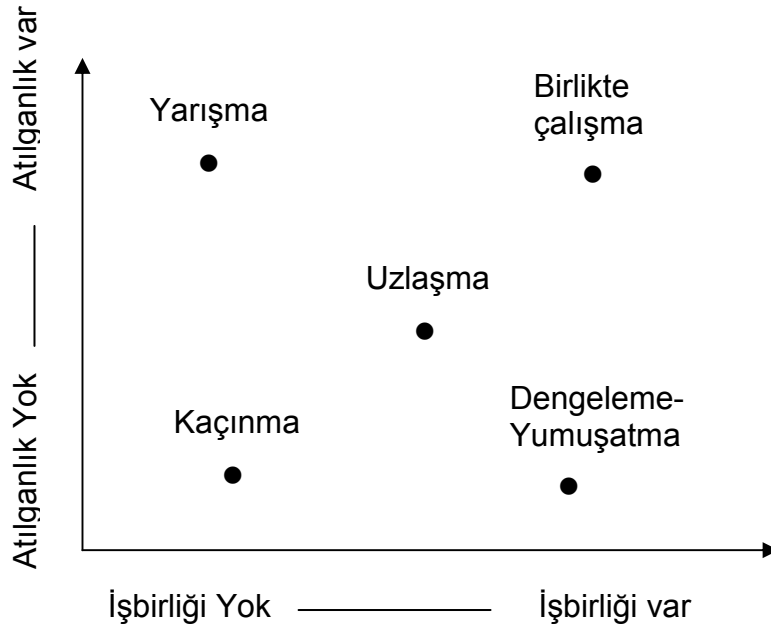 Atılganlık var
Atılganlık Yok
Yarışma
Birlikte
çalışma
Uzlaşma
Kaçınma
Dengeleme-
Yumuşatma
İşbirliği Yok
İşbirliği var